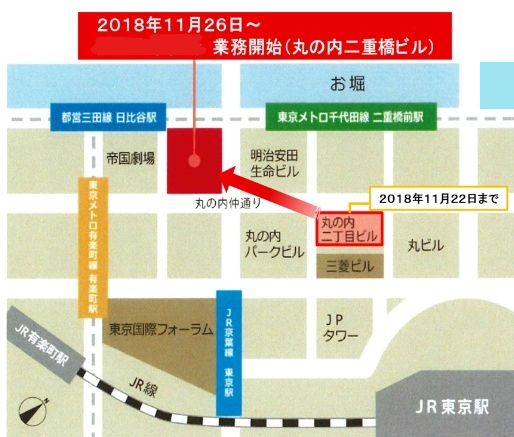 2018年11月26日～
業務開始(丸の内二重橋ビル)
お堀
都営三田線 日比谷駅
東京メトロ千代田線 二重橋前駅
帝国劇場
明治安田
生命ビル
丸の内仲通り
2018年11月22日まで
東京メトロ有楽町線 有楽町駅
丸の内
パークビル
丸の内
二丁目ビル
丸ビル
三菱ビル
JR京葉線 東京駅
東京国際フォーラム
JP
タワー
JR有楽町駅
JR線
JR東京駅
N